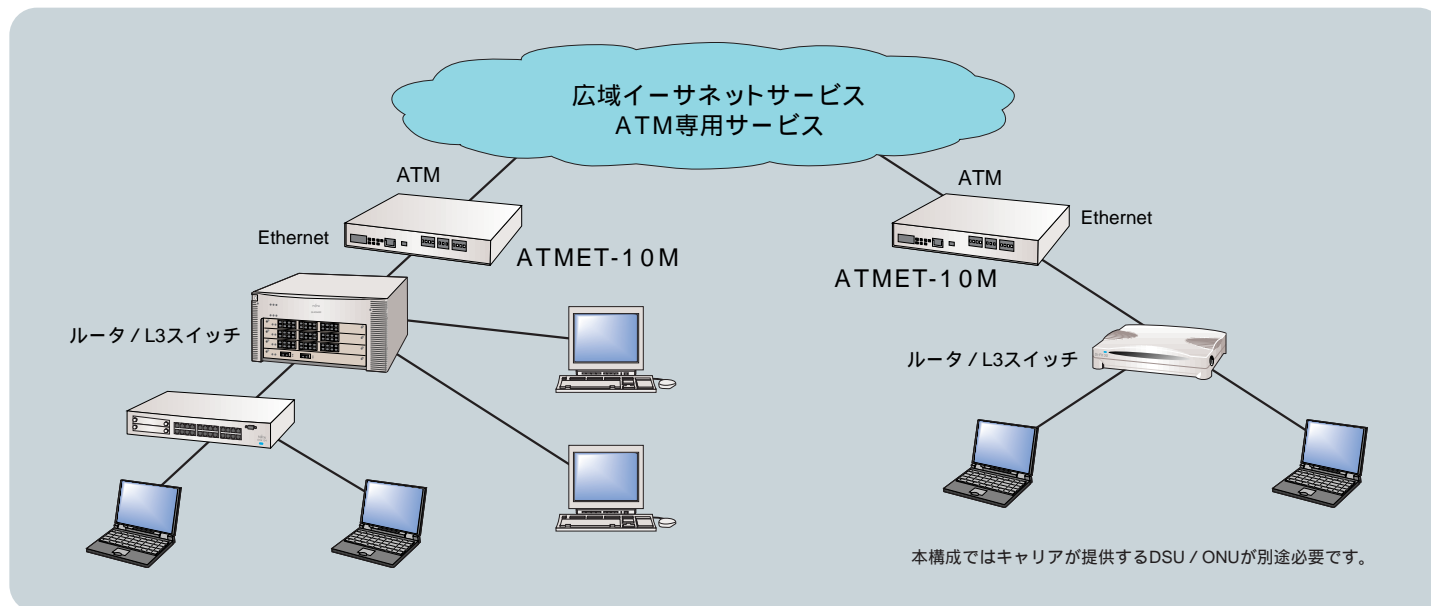 広域イーサネットサービス
ATM専用サービス
ATM
ATM
Ethernet
Ethernet
ATMET-10M
ATMET-10M
ルータ / L3スイッチ
ルータ / L3スイッチ
本構成ではキャリアが提供するDSU / ONUが別途必要です。